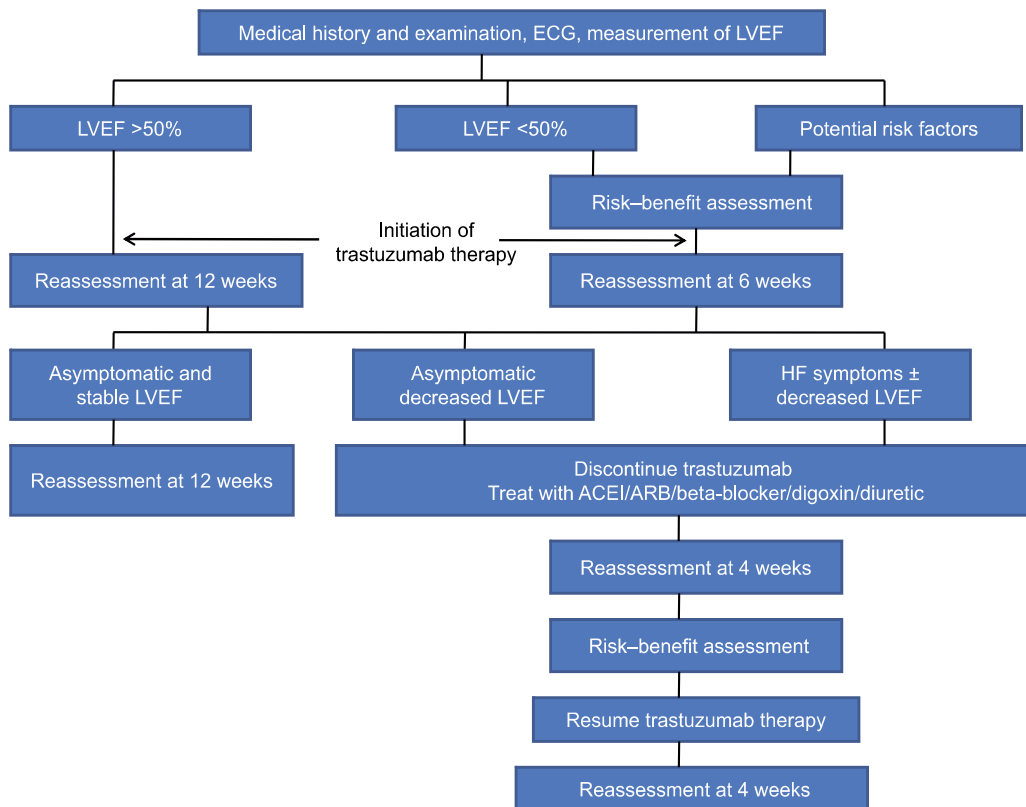 Medical history and examination, ECG, measurement of LVEF
LVEF >50%
LVEF <50%
Potential risk factors
Risk–benefit assessment
Initiation of
trastuzumab therapy
Reassessment at 12 weeks
Reassessment at 6 weeks
Asymptomatic and
stable LVEF
Asymptomatic
decreased LVEF
HF symptoms ±
decreased LVEF
Reassessment at 12 weeks
Discontinue trastuzumab
Treat with ACEI/ARB/beta-blocker/digoxin/diuretic
Reassessment at 4 weeks
Risk–benefit assessment
Resume trastuzumab therapy
Reassessment at 4 weeks